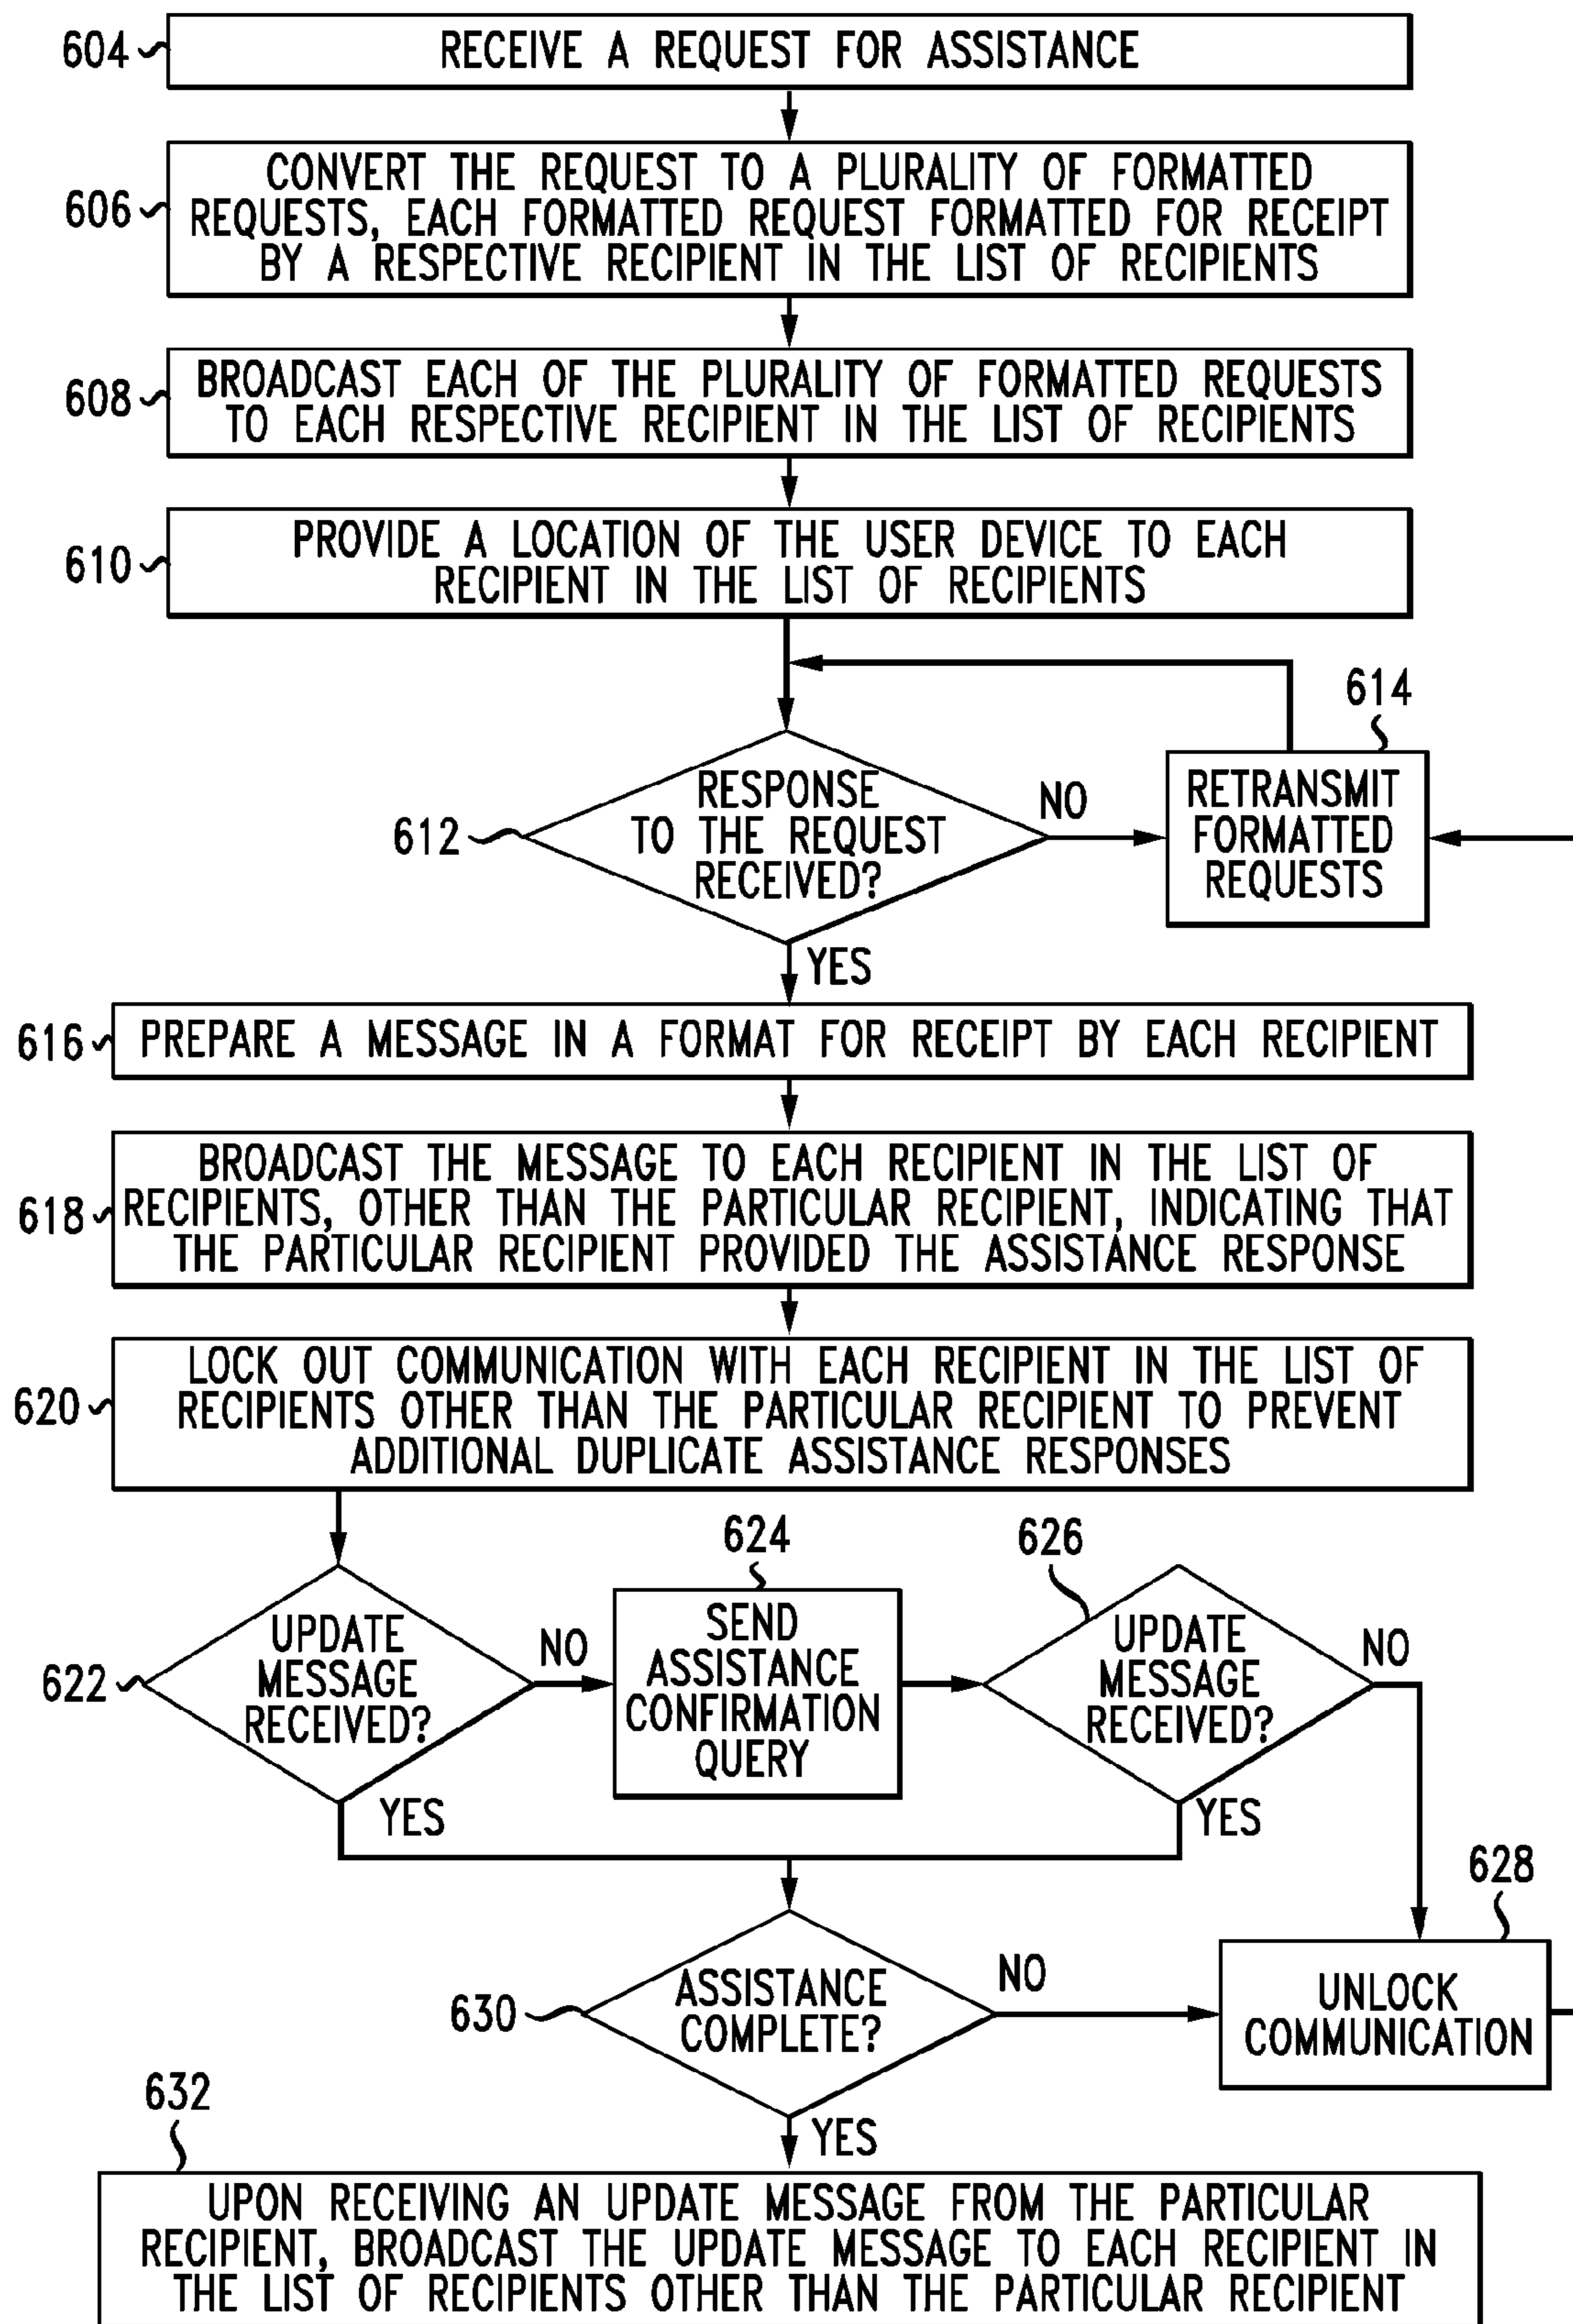 604
RECEIVE A REQUEST FOR ASSISTANCE
606
CONVERT THE REQUEST TO A PLURALITY OF FORMATTED
REQUESTS, EACH FORMATTED REQUEST FORMATTED FOR RECEIPT
BY A RESPECTIVE RECIPIENT IN THE LIST OF RECIPIENTS
608
BROADCAST EACH OF THE PLURALITY OF FORMATTED REQUESTS
TO EACH RESPECTIVE RECIPIENT IN THE LIST OF RECIPIENTS
610
PROVIDE A LOCATION OF THE USER DEVICE TO EACH
RECIPIENT IN THE LIST OF RECIPIENTS
612
RESPONSE
TO THE REQUEST
RECEIVED?
NO
614
RETRANSMIT
FORMATTED
REQUESTS
YES
616
PREPARE A MESSAGE IN A FORMAT FOR RECEIPT BY EACH RECIPIENT
618
BROADCAST THE MESSAGE TO EACH RECIPIENT IN THE LIST OF
RECIPIENTS, OTHER THAN THE PARTICULAR RECIPIENT, INDICATING THAT
THE PARTICULAR RECIPIENT PROVIDED THE ASSISTANCE RESPONSE
620
LOCK OUT COMMUNICATION WITH EACH RECIPIENT IN THE LIST OF
RECIPIENTS OTHER THAN THE PARTICULAR RECIPIENT TO PREVENT
ADDITIONAL DUPLICATE ASSISTANCE RESPONSES
622
UPDATE
MESSAGE
RECEIVED?
NO
YES
624
SEND
ASSISTANCE
CONFIRMATION
QUERY
626
UPDATE
MESSAGE
RECEIVED?
NO
YES
628
UNLOCK
COMMUNICATION
630
ASSISTANCE
COMPLETE?
NO
YES
632
UPON RECEIVING AN UPDATE MESSAGE FROM THE PARTICULAR
RECIPIENT, BROADCAST THE UPDATE MESSAGE TO EACH RECIPIENT IN
THE LIST OF RECIPIENTS OTHER THAN THE PARTICULAR RECIPIENT